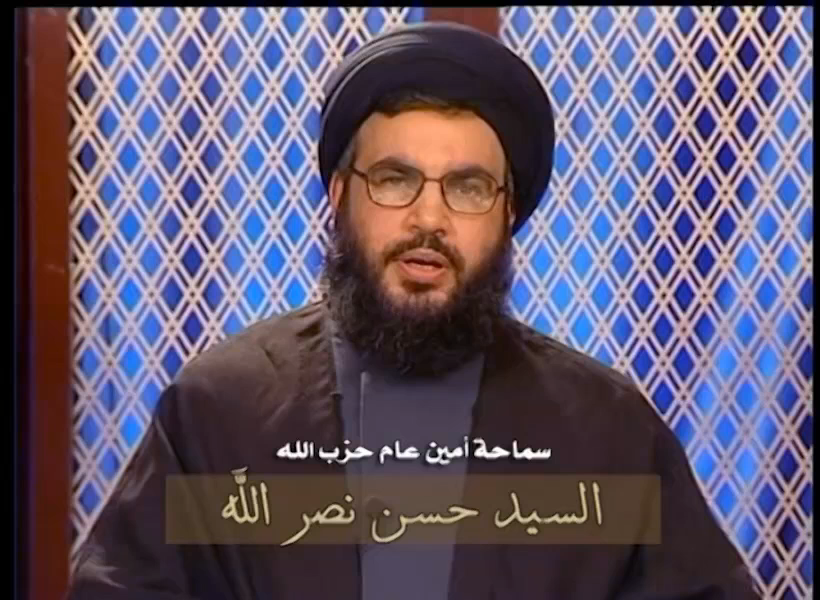 سماحة أمين عام حزب الله
السيد حسن نصر الله